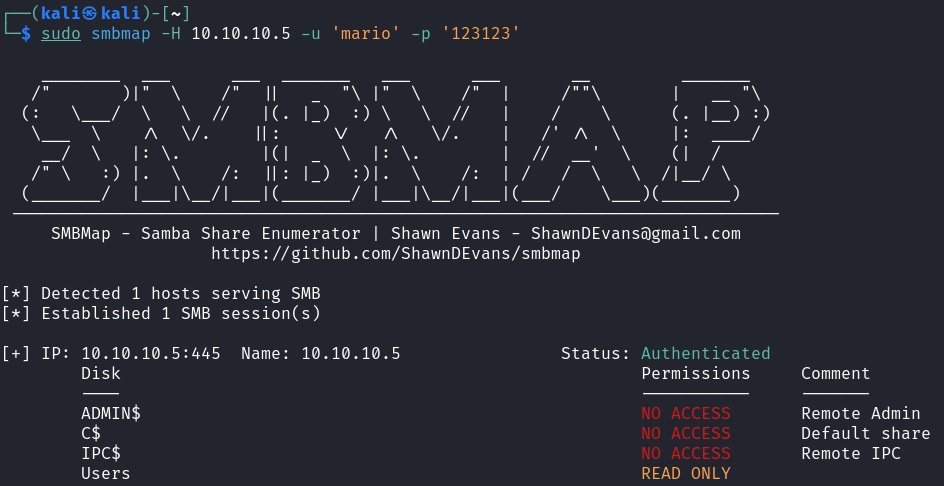 ┌──(kali㉿kali)-[~]
└─$ sudo smbmap -H 10.10.10.5 -u 'mario' -p '123123'
SMBMAP
SMBMap - Samba Share Enumerator | Shawn Evans - ShawnDEvans@gmail.com
https://github.com/ShawnDEvans/smbmap
[*] Detected 1 hosts serving SMB
[*] Established 1 SMB session(s)
[+] IP: 10.10.10.5:445 Name: 10.10.10.5 Status: Authenticated
Disk Permissions Comment
---- ----------- -------
ADMIN$ NO ACCESS Remote Admin
C$ NO ACCESS Default share
IPC$ NO ACCESS Remote IPC
Users READ ONLY